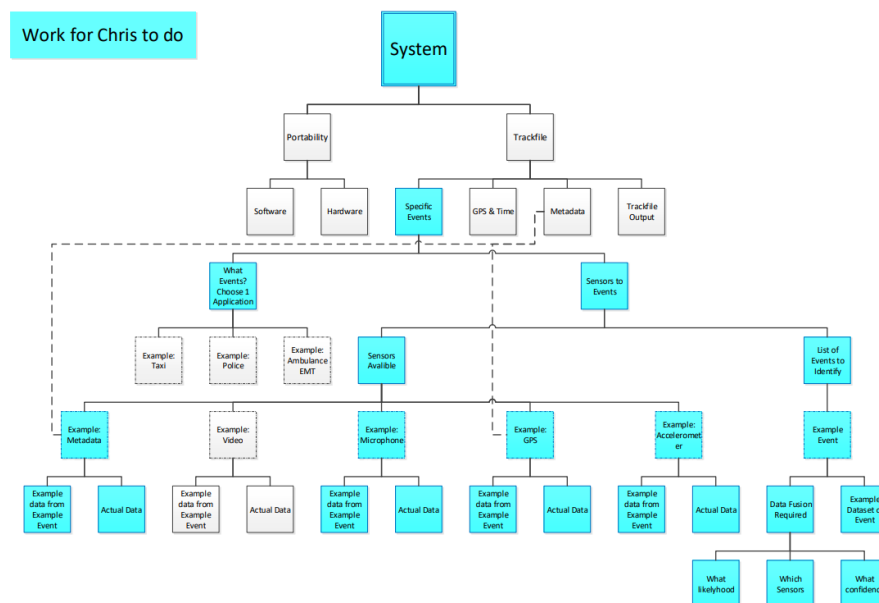 Work for Chris to do
System
Portability
Trackfile
Software
Hardware
Specific
Events
GPS & Time
Metadata
Trackfile
Output
What
Events?
Choose 1
Application
Sensors to
Events
Example:
Taxi
Example:
Police
Example:
Ambulance
EMT
Sensors
Avalible
List of
Events to
Identify
Example:
Metadata
Example:
Video
Example:
Microphone
Example:
GPS
Example:
Acceleromet
er
Example
Event
Example
data from
Example
Event
Actual Data
Example
data from
Example
Event
Actual Data
Example
data from
Example
Event
Actual Data
Example
data from
Example
Event
Actual Data
Example
data from
Example
Event
Actual Data
Data Fusion
Required
Example
Dataset o
Event
What
likelyhood
Which
Sensors
What
confidenc